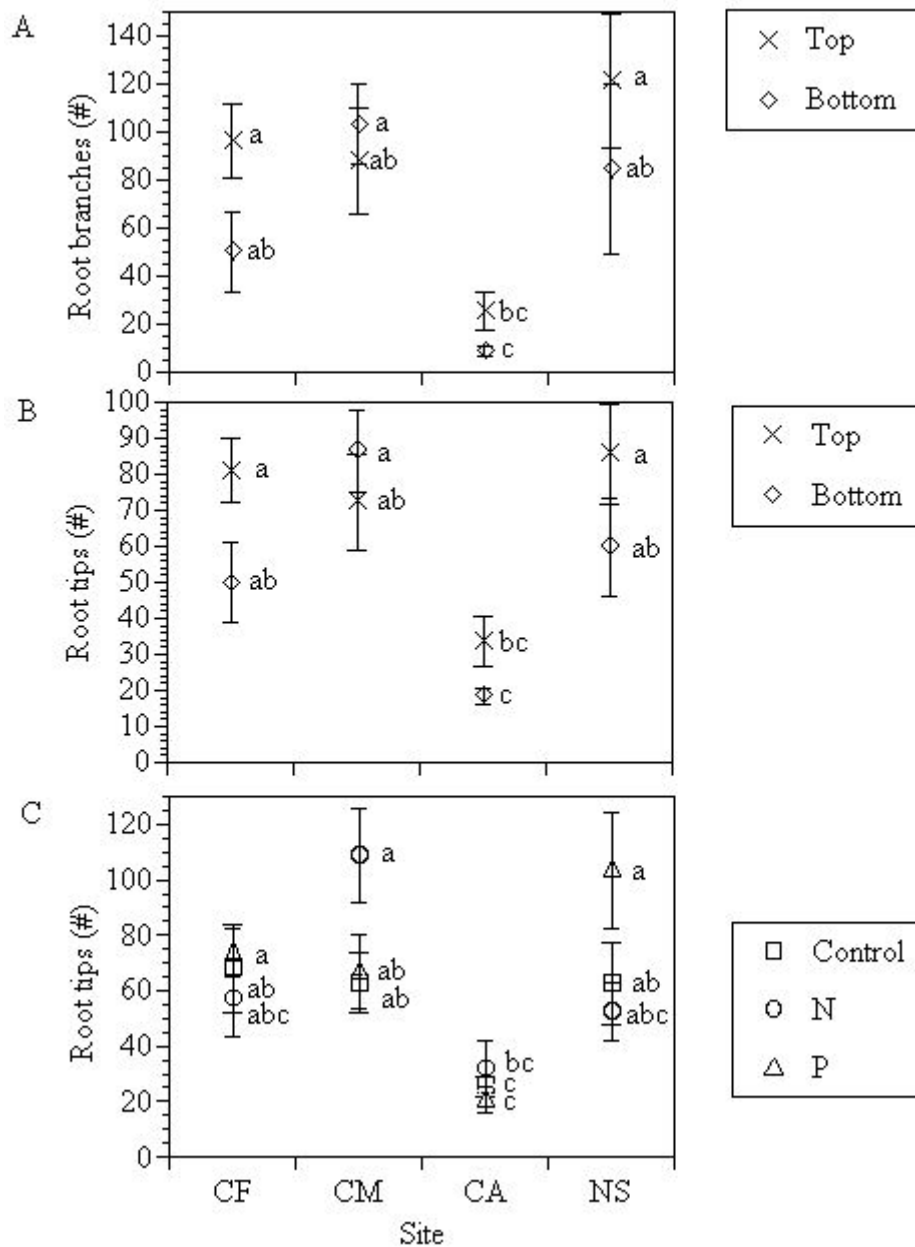 A
Root branches (#)
140
120
100
80
60
40
20
0
a
ab
a
ab
bc
c
a
ab
Top
Bottom
B
Root tips (#)
100
90
80
70
60
50
40
30
20
10
0
a
ab
a
ab
bc
c
a
ab
Top
Bottom
C
Root tips (#)
120
100
80
60
40
20
0
a
ab
abc
a
ab
ab
bc
c
c
a
ab
abc
Control
N
P
CF CM CA NS
Site